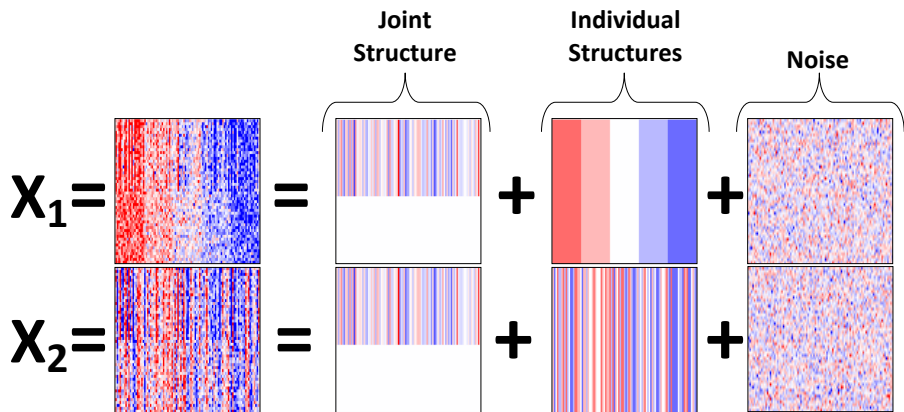 Joint
Structure
Individual
Structures
Noise
X₁= = + +
X₂= = + +